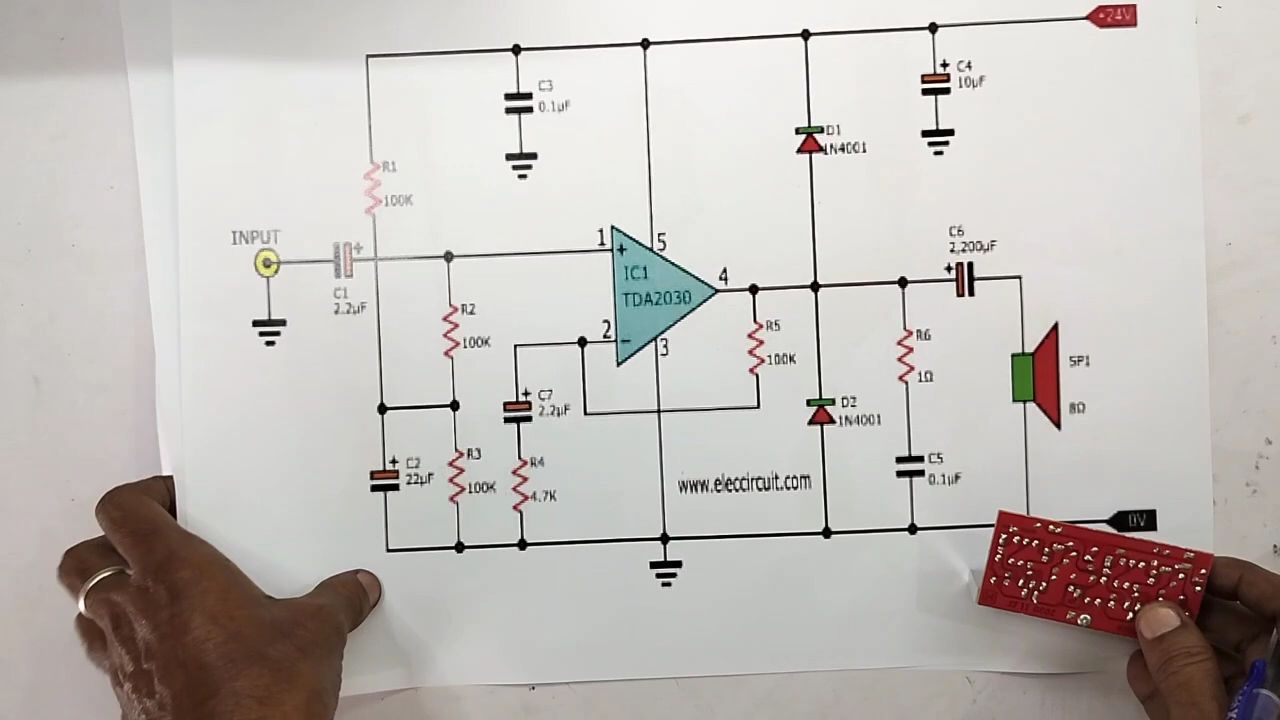 +24V
C3
0.1µF
C4
10µF
D1
1N4001
R1
100K
INPUT
C1
2.2µF
1
5
IC1
TDA2030
4
2
3
R2
100K
R5
100K
C6
2,200µF
R6
1Ω
SP1
8Ω
C7
2.2µF
D2
1N4001
C2
22µF
R3
100K
R4
4.7K
C5
0.1µF
www.eleccircuit.com
0V